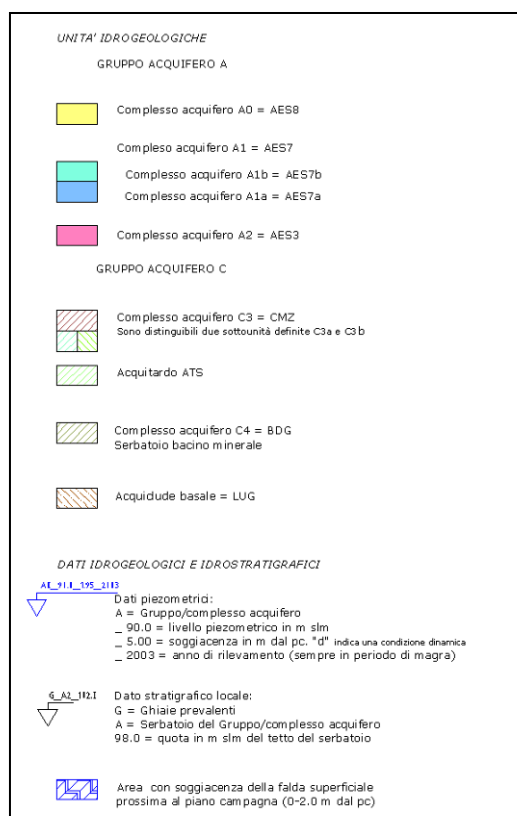 UNITA' IDROGEOLOGICHE
GRUPPO ACQUIFERO A
Complesso acquifero A0 = AES8
Compleso acquifero A1 = AES7
Complesso acquifero A1b = AES7b
Complesso acquifero A1a = AES7a
Complesso acquifero A2 = AES3
GRUPPO ACQUIFERO C
Complesso acquifero C3 = CMZ
Sono distinguibili due sottounità definite C3a e C3b
Acquitardo ATS
Complesso acquifero C4 = BDG
Serbatoio bacino minerale
Acquiclude basale = LUG
DATI IDROGEOLOGICI E IDROSTRATIGRAFICI
Dati piezometrici:
A = Gruppo/complesso acquifero
_ 90.0 = livello piezometrico in m slm
_ 5.00 = soggiacenza in m dal pc. "d" indica una condizione dinamica
_ 2003 = anno di rilevamento (sempre in periodo di magra)
Dato stratigrafico locale:
G = Ghiaie prevalenti
A = Serbatoio del Gruppo/complesso acquifero
98.0 = quota in m slm del tetto del serbatoio
Area con soggiacenza della falda superficiale
prossima al piano campagna (0-2.0 m dal pc)